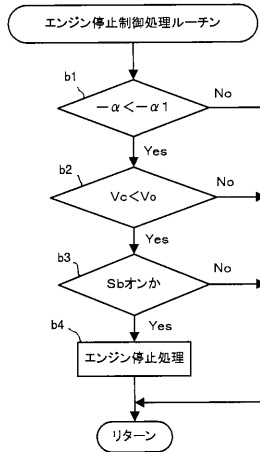 エンジン停止制御処理ルーチン
b1
－α＜－α1
No
Yes
b2
Vc＜Vo
No
Yes
b3
Sbオンか
No
Yes
b4
エンジン停止処理
リターン